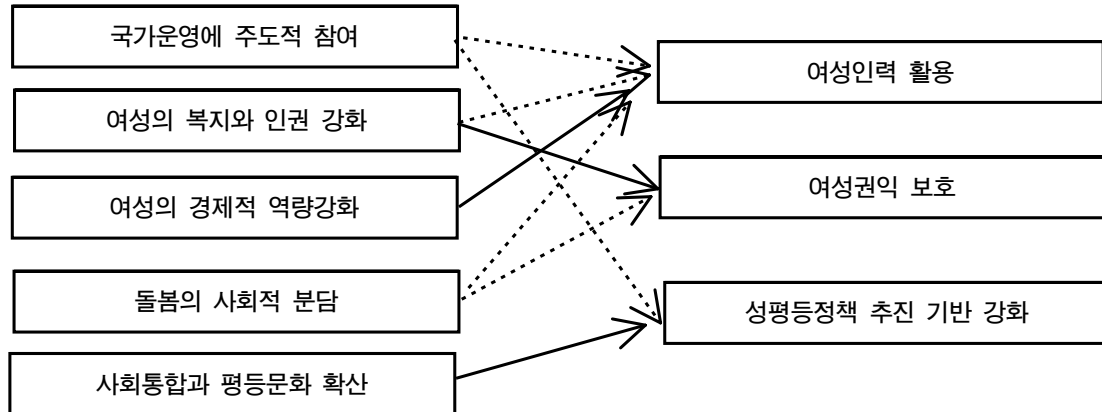 국가운영에 주도적 참여
여성의 복지와 인권 강화
여성의 경제적 역량강화
돌봄의 사회적 분담
사회통합과 평등문화 확산
여성인력 활용
여성권익 보호
성평등정책 추진 기반 강화